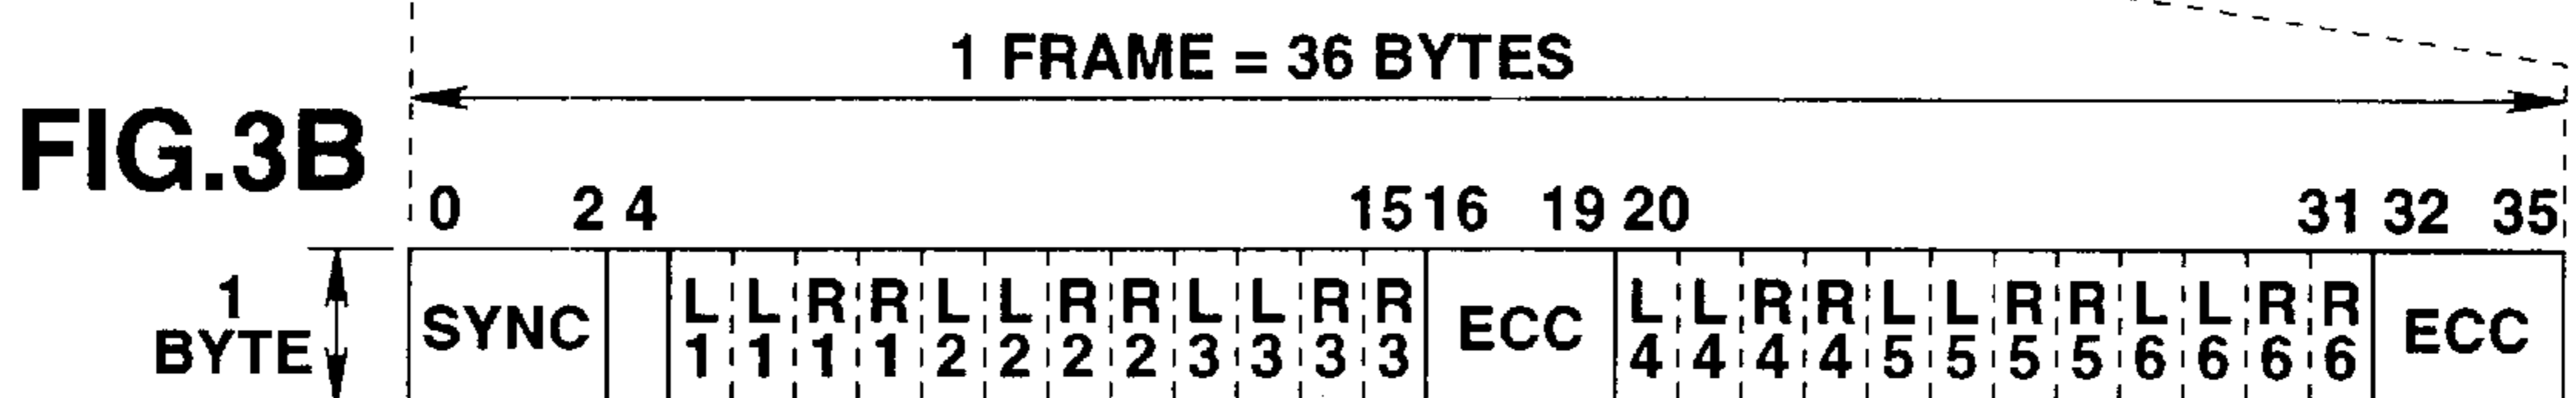 1 FRAME = 36 BYTES
FIG.3B
0 2 4 15 16 19 20 31 32 35
1
BYTE
SYNC
L L R R L L R R L L R R
1 1 1 1 2 2 2 2 3 3 3 3
ECC
L L R R L L R R L L R R
4 4 4 4 5 5 5 5 6 6 6 6
ECC